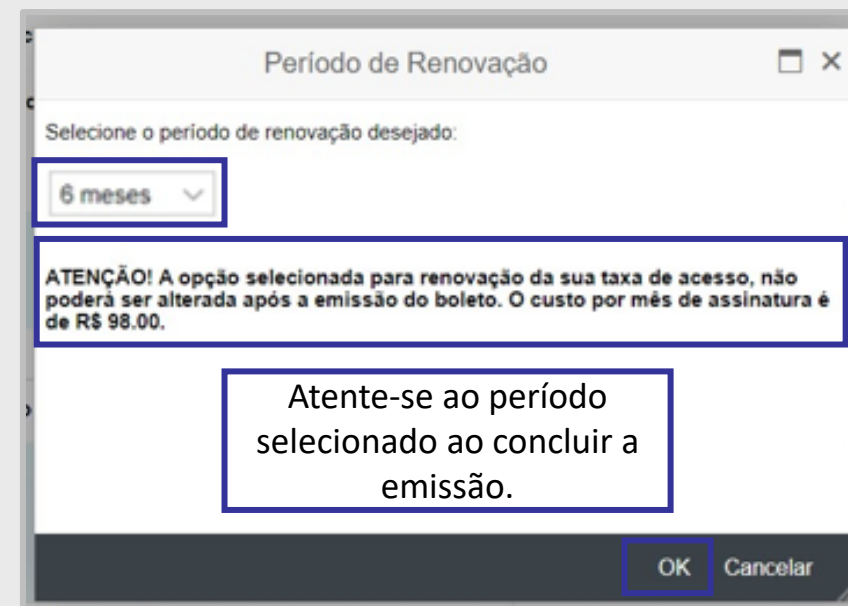 Período de Renovação
Selecione o período de renovação desejado:
6 meses
ATENÇÃO! A opção selecionada para renovação da sua taxa de acesso, não
poderá ser alterada após a emissão do boleto. O custo por mês de assinatura é
de R$ 98.00.
Atente-se ao período
selecionado ao concluir a
emissão.
OK Cancelar